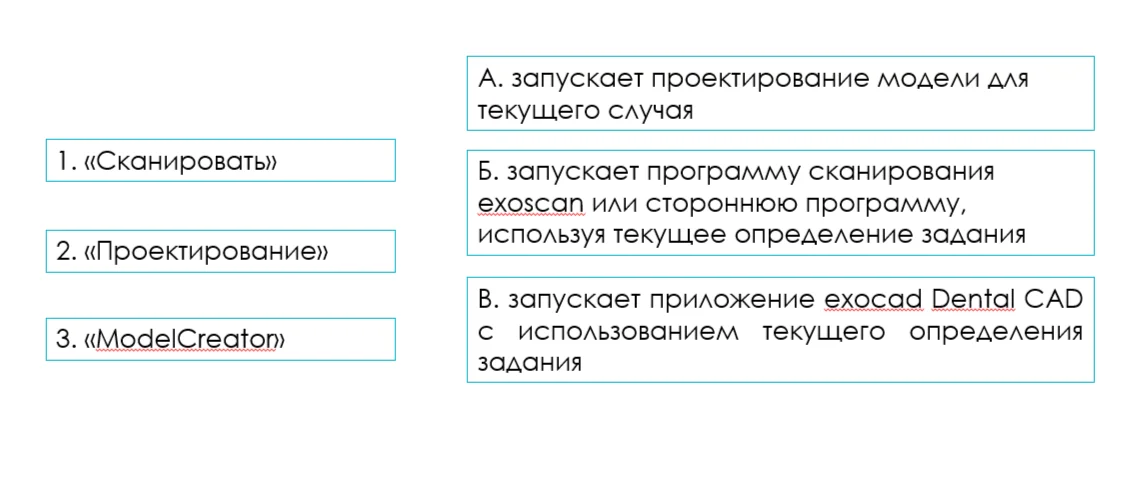 1. «Сканировать»
2. «Проектирование»
3. «ModelCreator»
А. запускает проектирование модели для
текущего случая
Б. запускает программу сканирования
exoscan или стороннюю программу,
используя текущее определение задания
В. запускает приложение exocad Dental CAD
с использованием текущего определения
задания